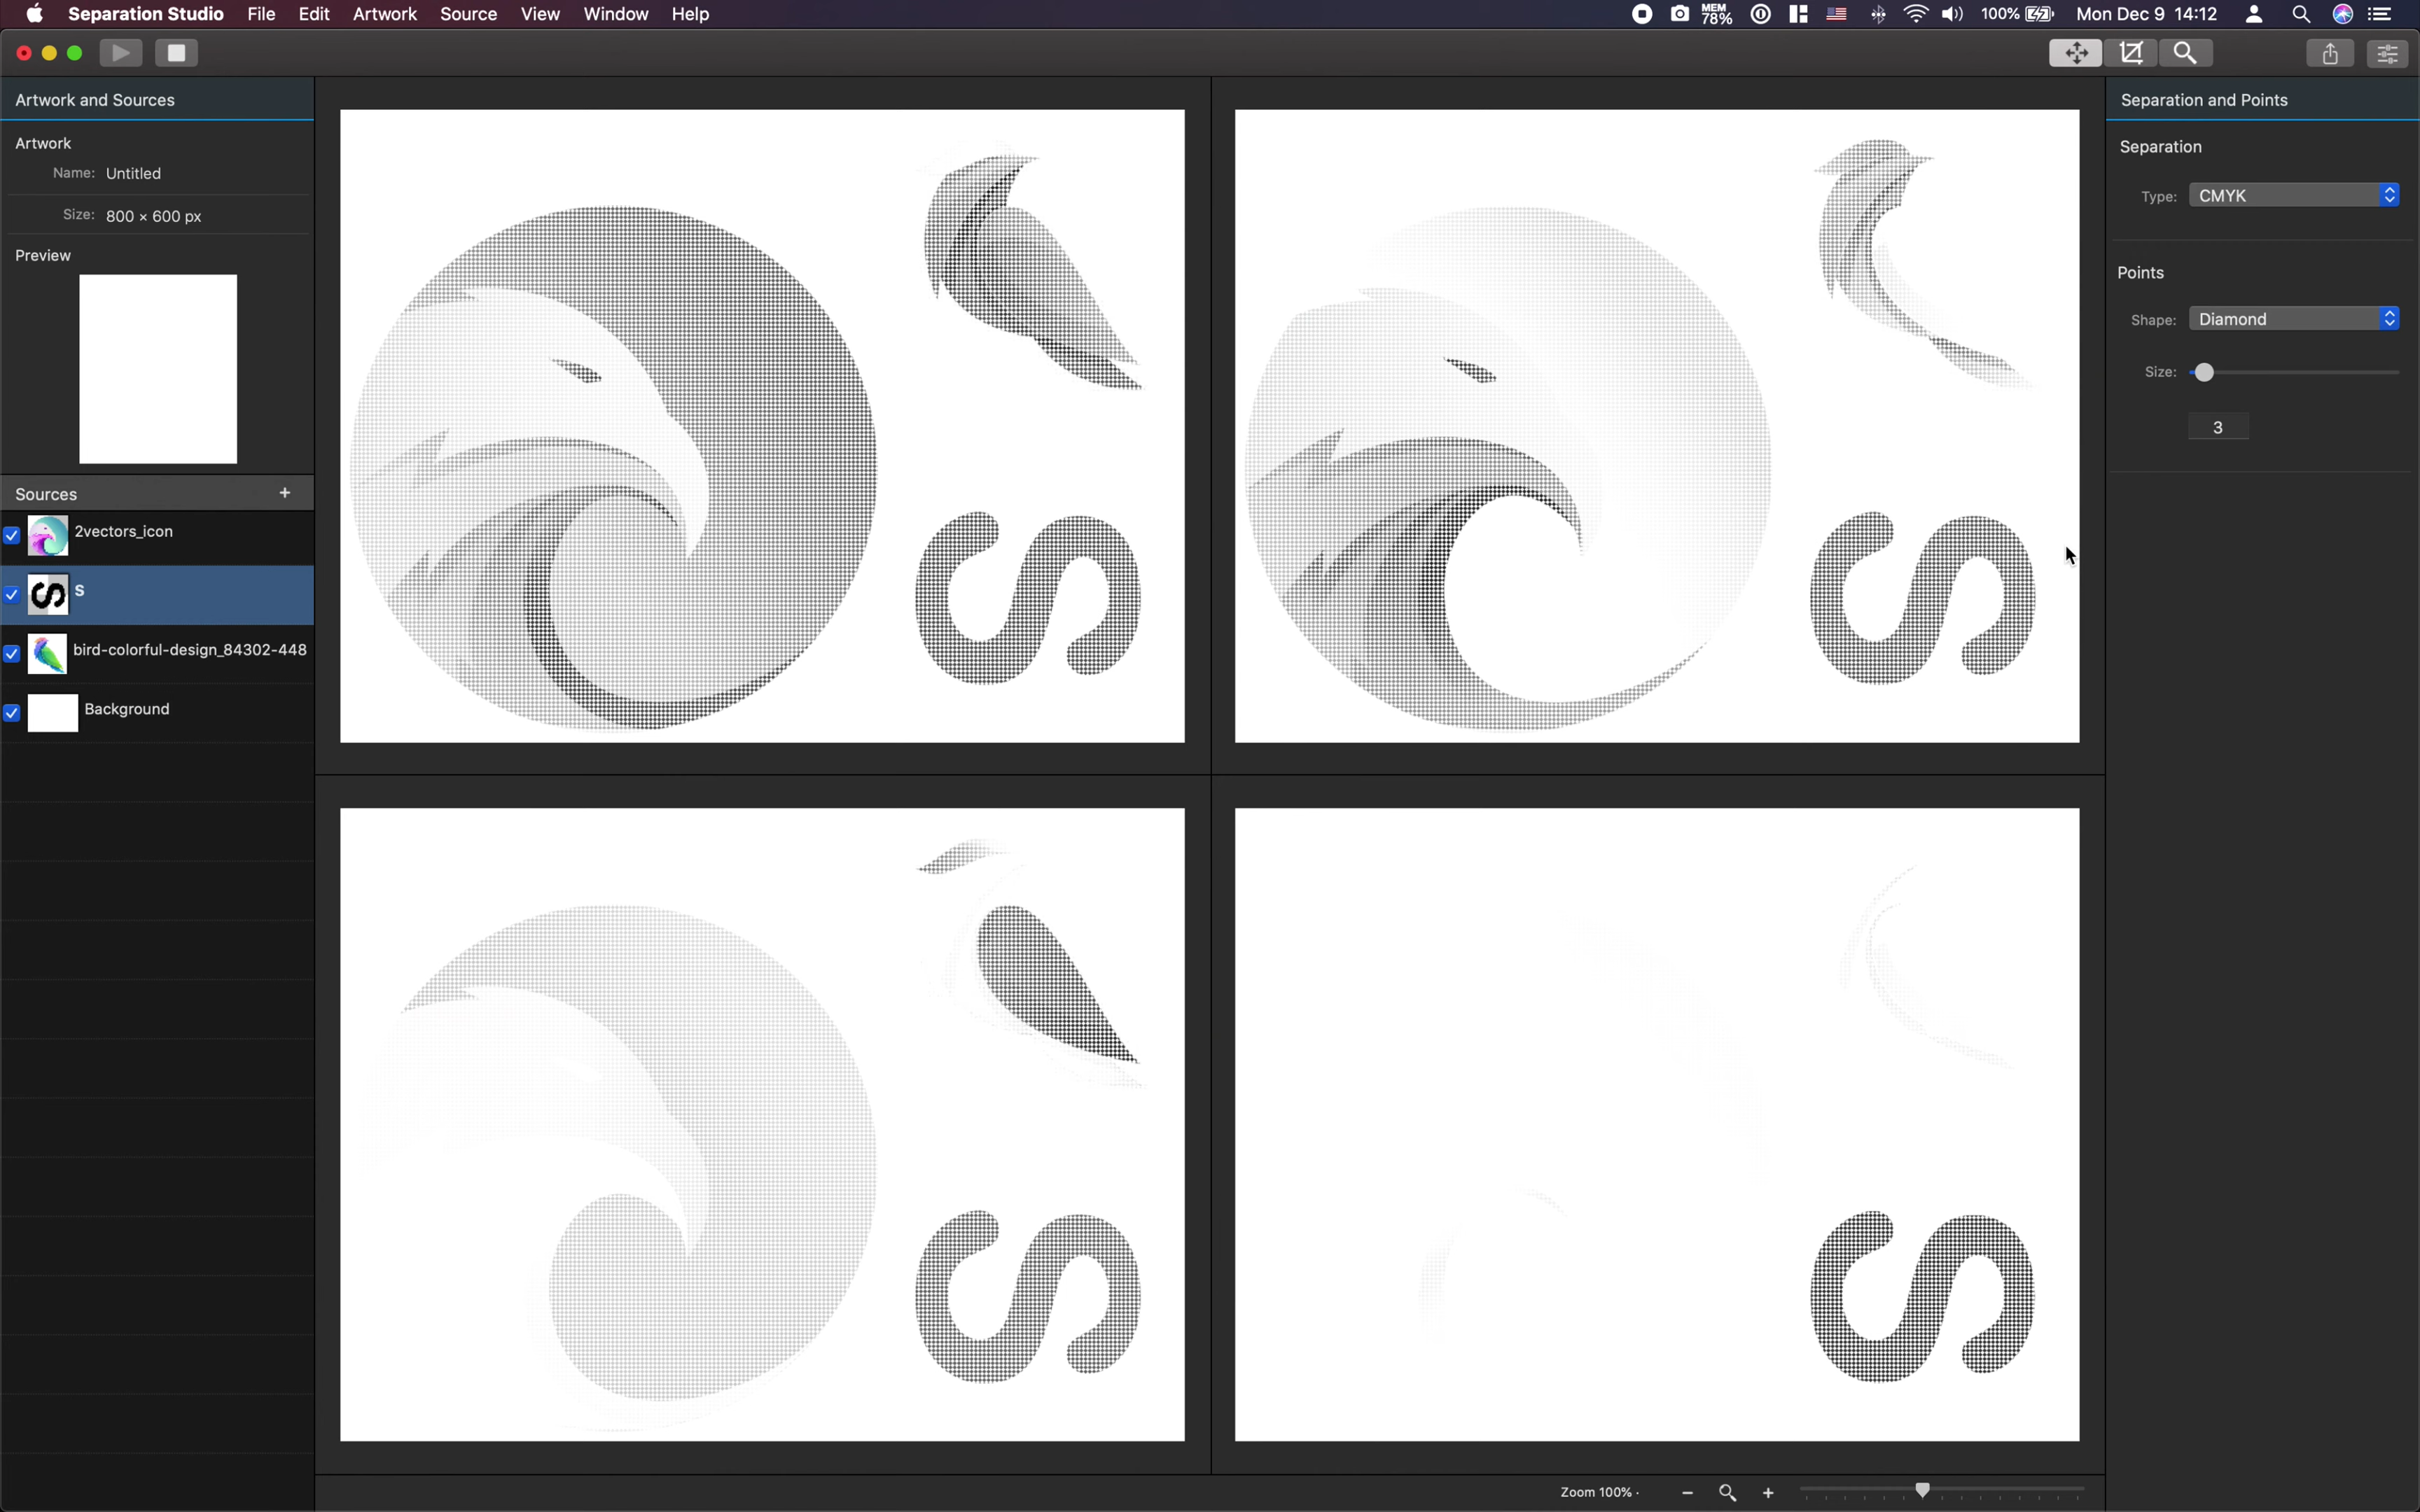 Separation Studio File Edit Artwork Source View Window Help MEM 78% 100% Mon Dec 9 14:12
Artwork and Sources
Artwork
Name: Untitled
Size: 800 × 600 px
Preview
Sources +
2vectors_icon
S
S
bird-colorful-design_84302-448
Background
S
S
S
S
Zoom 100%
Separation and Points
Separation
Type: CMYK
Points
Shape: Diamond
Size:
3